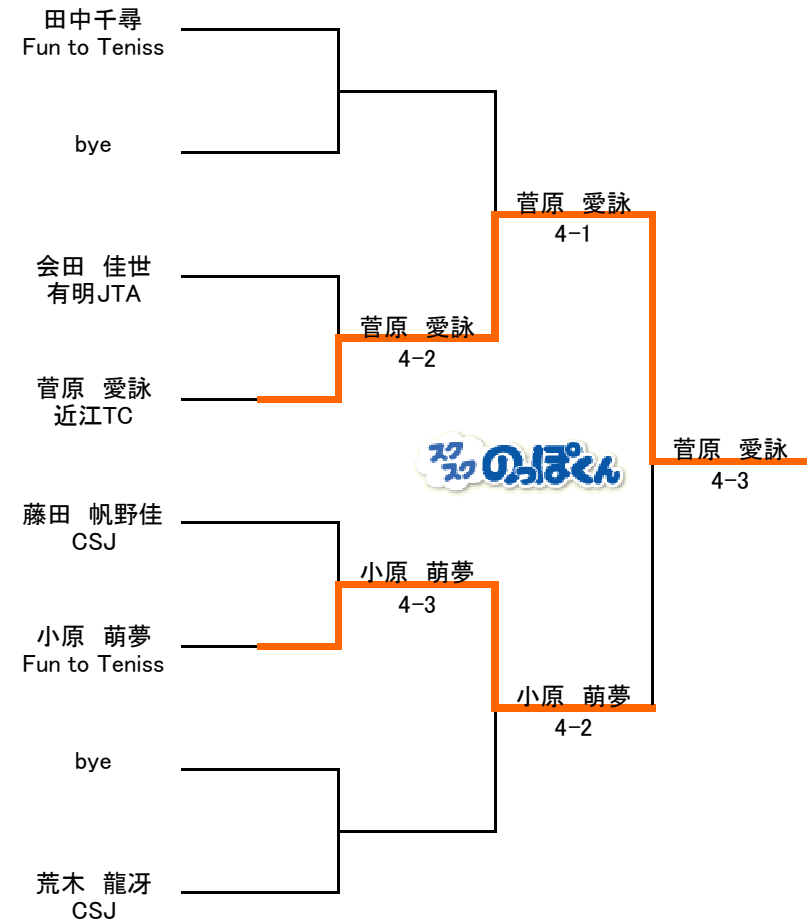 田中千尋
Fun to Teniss
bye
会田　佳世
有明JTA
菅原　愛詠
近江TC
藤田　帆野佳
CSJ
小原　萌夢
Fun to Teniss
bye
荒木　龍冴
CSJ
菅原　愛詠
4-2
小原　萌夢
4-3
菅原　愛詠
4-1
小原　萌夢
4-2
スク
スク
のっぽくん
菅原　愛詠
4-3